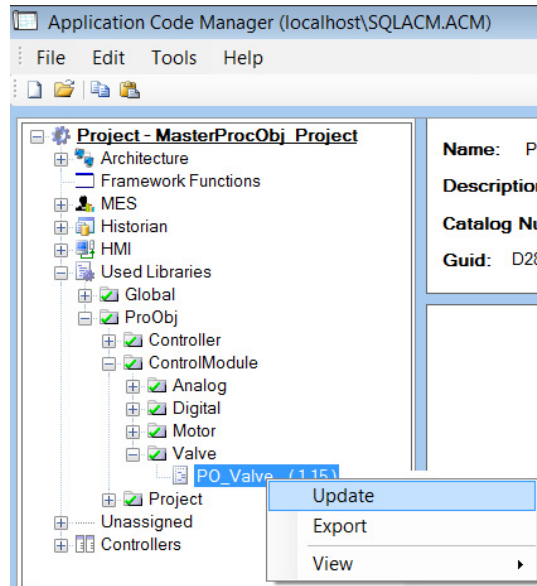 Application Code Manager (localhost\SQLACM.ACM)
File Edit Tools Help
Project - MasterProcObj_Project
Architecture
Framework Functions
MES
Historian
HMI
Used Libraries
Global
ProObj
Controller
ControlModule
Analog
Digital
Motor
Valve
PO_Valve (1.15)
Project
Unassigned
Controllers
Name: P
Description
Catalog Nu
Guid: D28
Update
Export
View